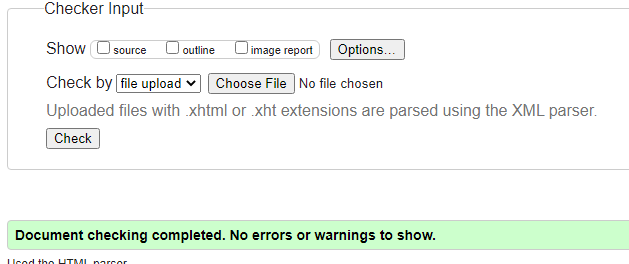 Checker Input
Show source outline image report Options...
Check by file upload Choose File No file chosen
Uploaded files with .xhtml or .xht extensions are parsed using the XML parser.
Check
Document checking completed. No errors or warnings to show.
Used the HTML parser